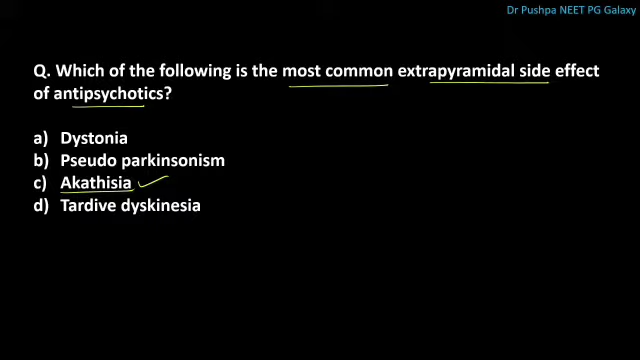 Dr Pushpa NEET PG Galaxy
Q. Which of the following is the most common extrapyramidal side effect
of antipsychotics?
a) Dystonia
b) Pseudo parkinsonism
c) Akathisia
d) Tardive dyskinesia